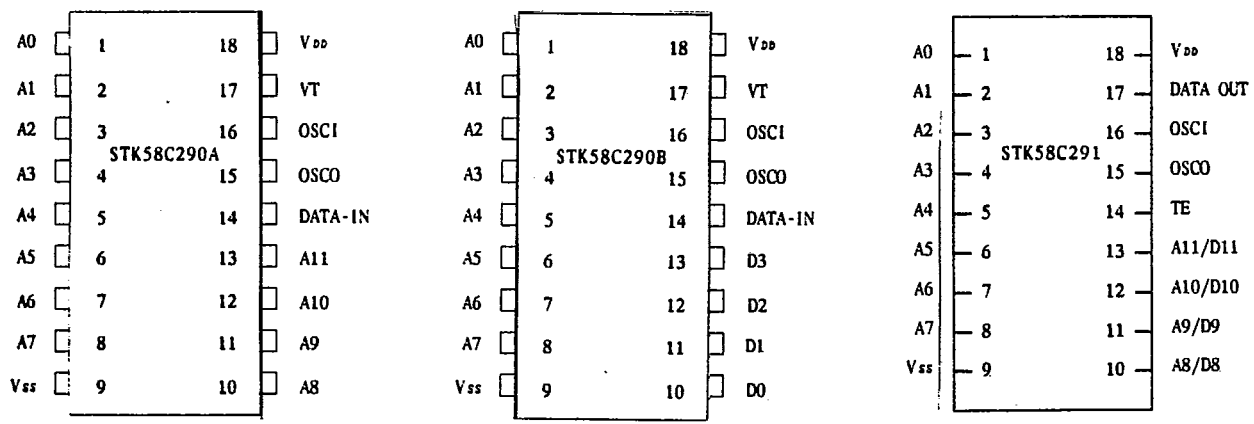 A0 1 18 VDD
A1 2 17 VT
A2 3 16 OSCI
STK58C290A
A3 4 15 OSCO
A4 5 14 DATA-IN
A5 6 13 A11
A6 7 12 A10
A7 8 11 A9
Vss 9 10 A8
A0 1 18 VDD
A1 2 17 VT
A2 3 16 OSCI
STK58C290B
A3 4 15 OSCO
A4 5 14 DATA-IN
A5 6 13 D3
A6 7 12 D2
A7 8 11 D1
Vss 9 10 D0
A0 1 18 VDD
A1 2 17 DATA OUT
A2 3 16 OSCI
STK58C291
A3 4 15 OSCO
A4 5 14 TE
A5 6 13 A11/D11
A6 7 12 A10/D10
A7 8 11 A9/D9
Vss 9 10 A8/D8